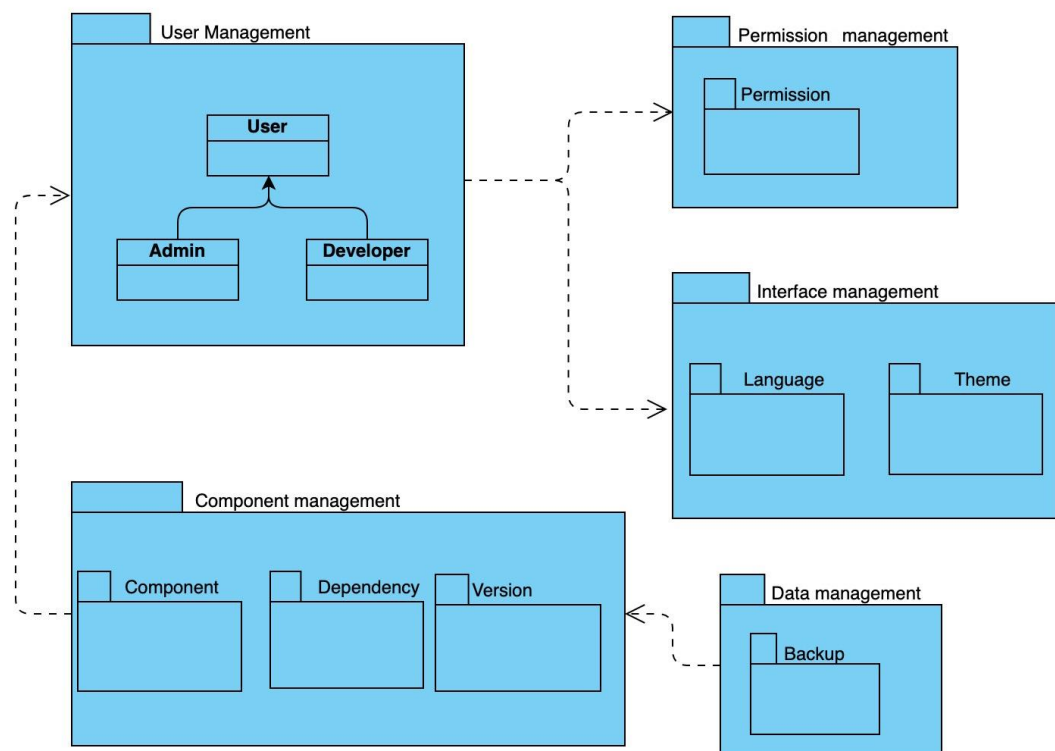 User Management
User
Admin
Developer
Permission management
Permission
Interface management
Language
Theme
Component management
Component
Dependency
Version
Data management
Backup